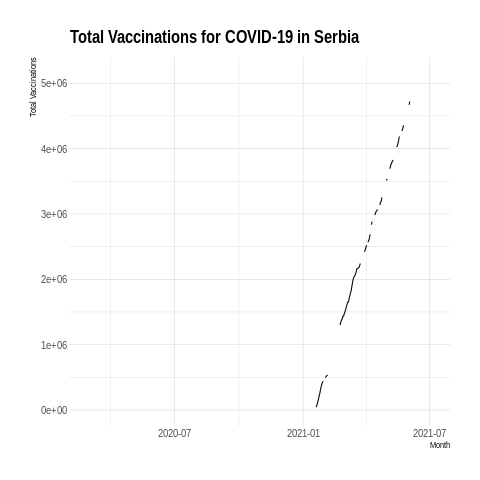 Total Vaccinations for COVID-19 in Serbia
Total Vaccinations
5e+06
4e+06
3e+06
2e+06
1e+06
0e+00
2020-07
2021-01
2021-07
Month